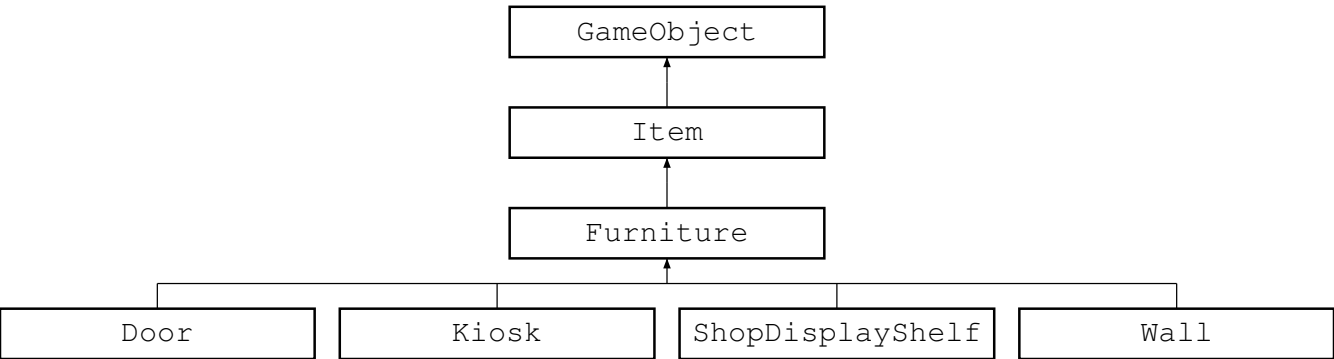 GameObject
Item
Furniture
Door
Kiosk
ShopDisplayShelf
Wall